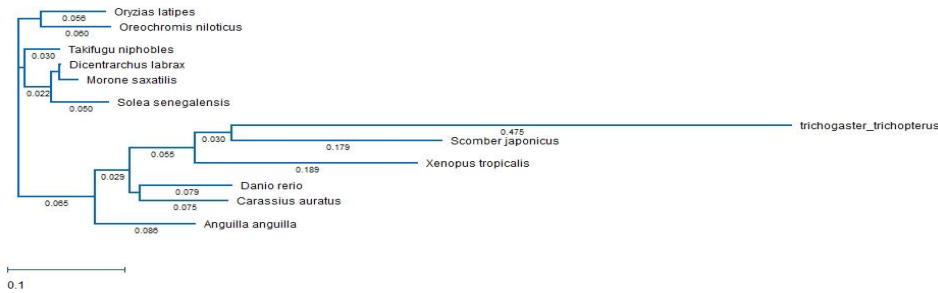 Oryzias latipes
0.056
Oreochromis niloticus
0.060
Takifugu niphobles
0.030
Dicentrarchus labrax
Morone saxatilis
0.022
Solea senegalensis
0.050
trichogaster_trichopterus
0.475
0.030
Scomber japonicus
0.179
0.055
Xenopus tropicalis
0.189
0.029
Danio rerio
0.079
Carassius auratus
0.075
0.065
Anguilla anguilla
0.086
0.1